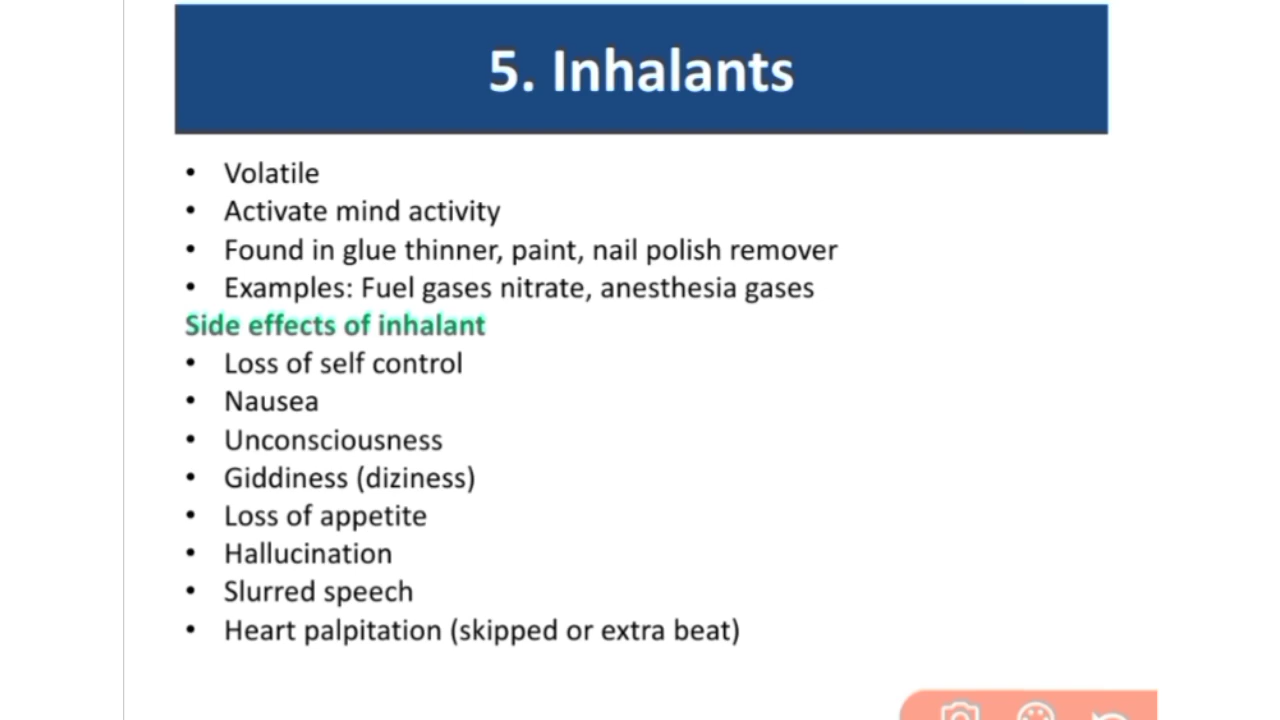 5. Inhalants
• Volatile
• Activate mind activity
• Found in glue thinner, paint, nail polish remover
• Examples: Fuel gases nitrate, anesthesia gases
Side effects of inhalant
• Loss of self control
• Nausea
• Unconsciousness
• Giddiness (diziness)
• Loss of appetite
• Hallucination
• Slurred speech
• Heart palpitation (skipped or extra beat)